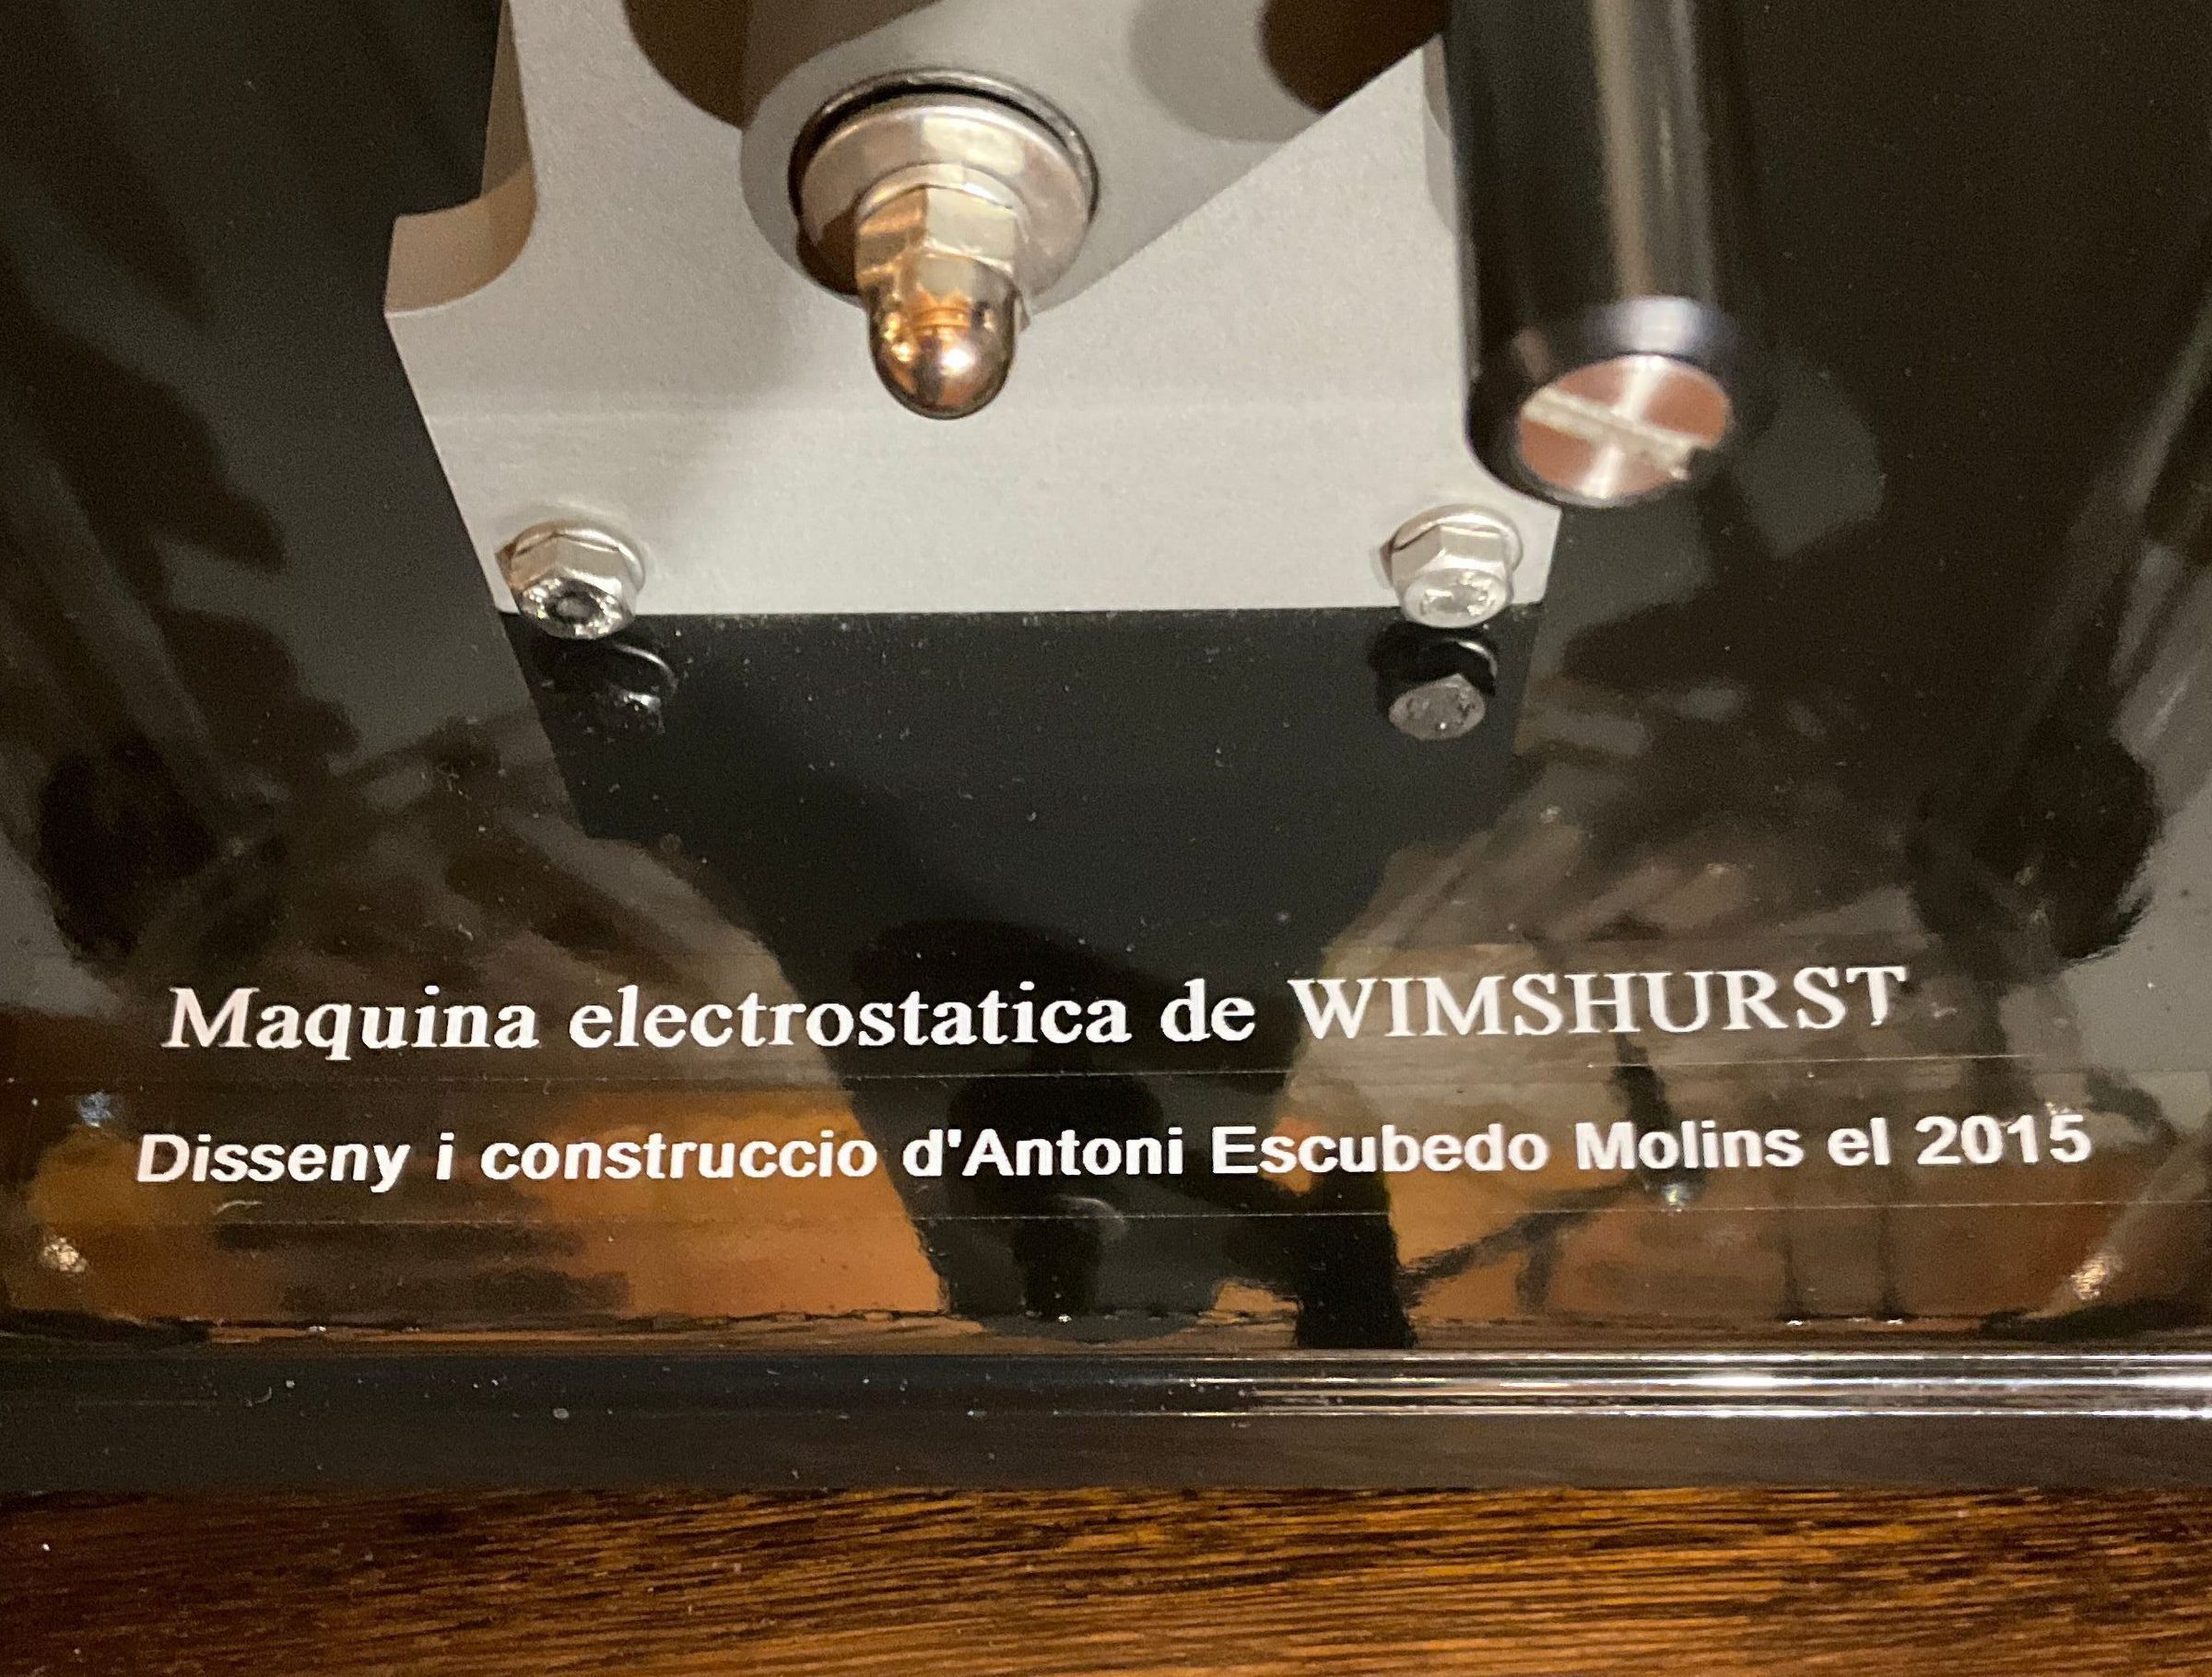 Maquina electrostatica de WIMSHURST
Disseny i construccio d'Antoni Escubedo Molins el 2015